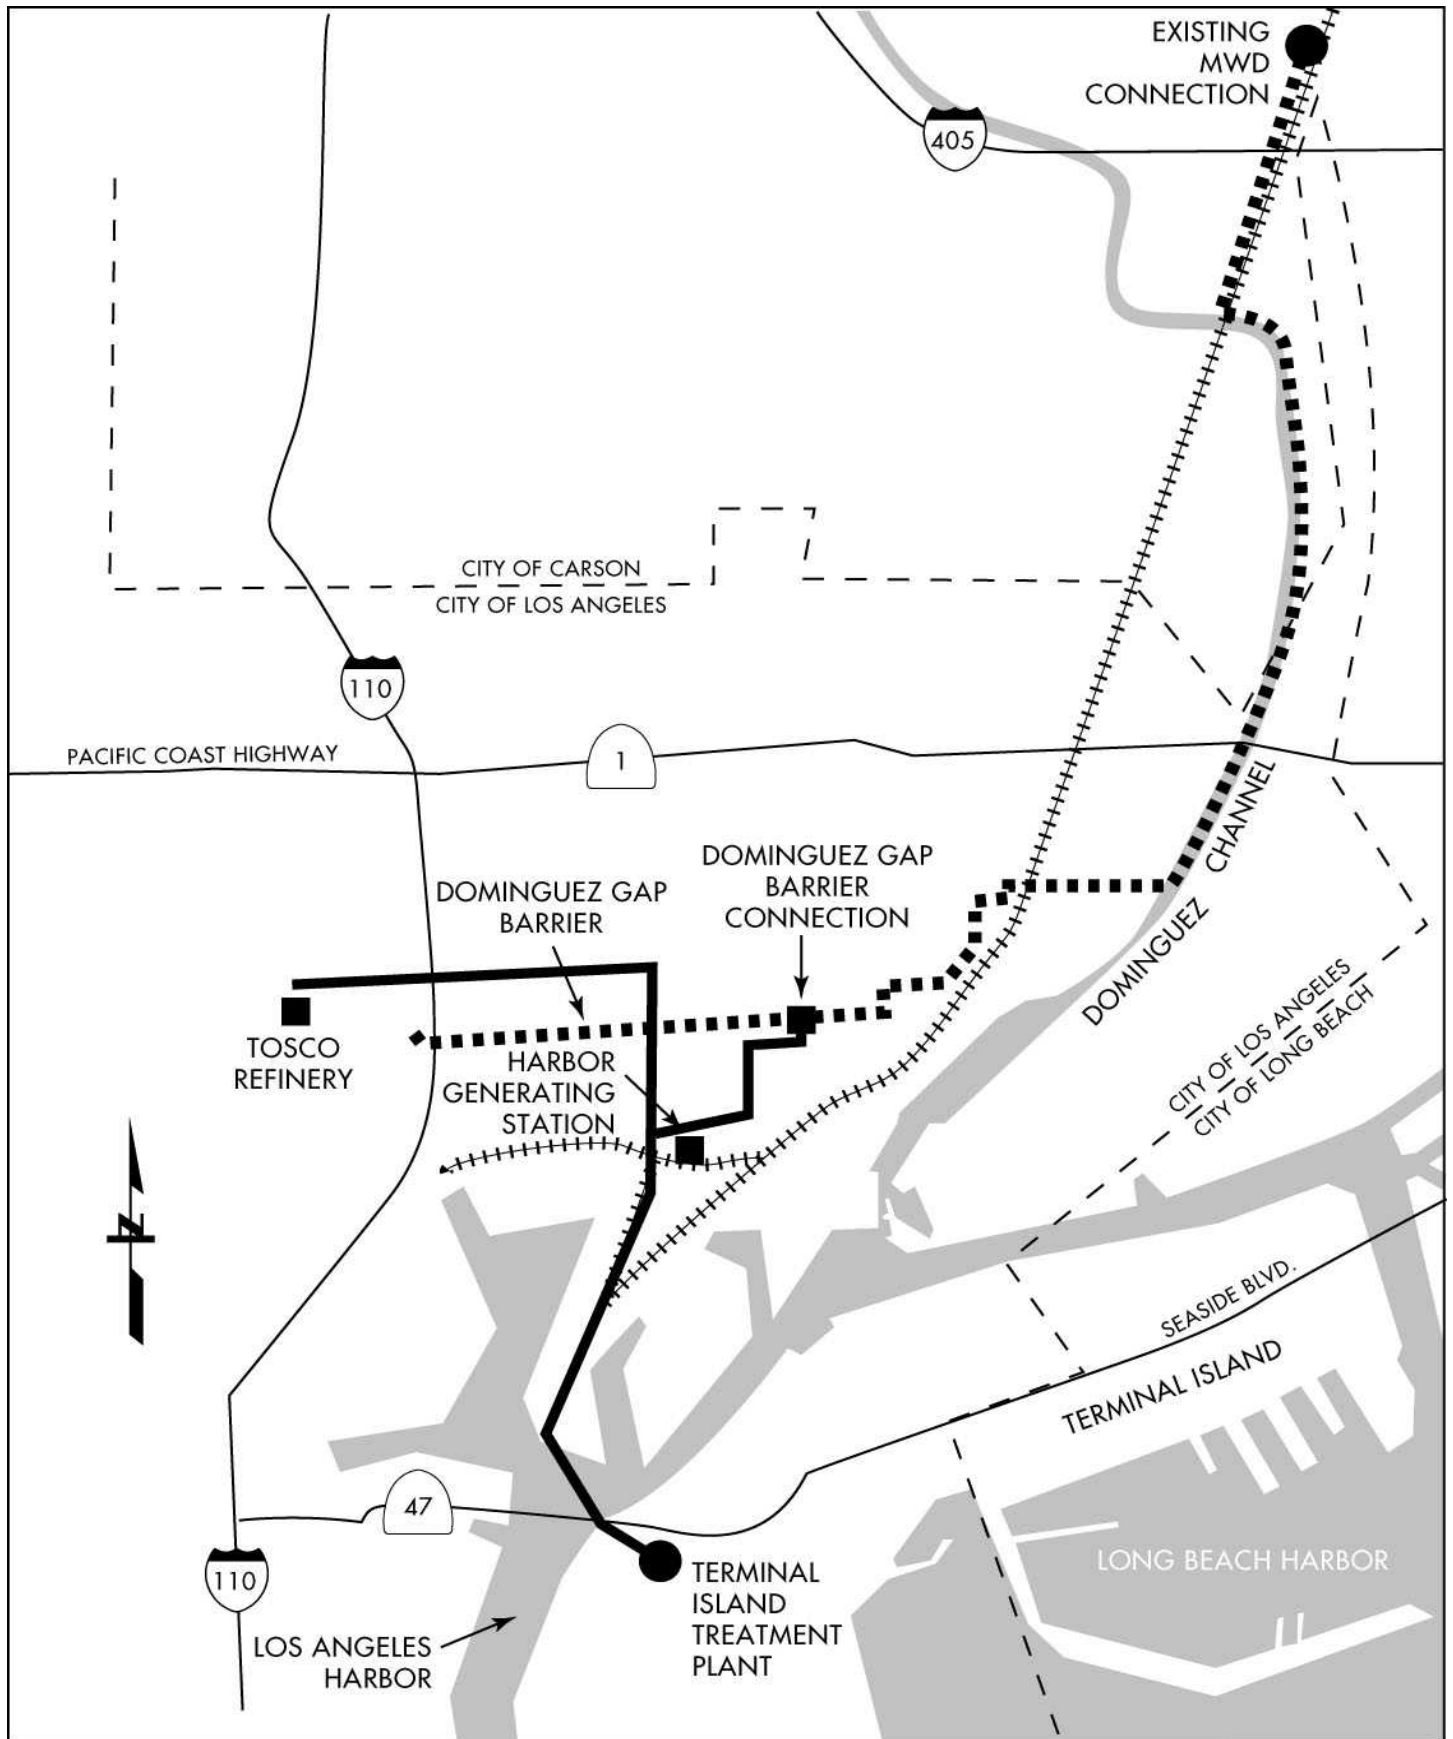 EXISTING
MWD
CONNECTION
405
CITY OF CARSON
CITY OF LOS ANGELES
110
PACIFIC COAST HIGHWAY
1
CHANNEL
DOMINGUEZ
DOMINGUEZ GAP
BARRIER
CONNECTION
DOMINGUEZ GAP
BARRIER
TOSCO
REFINERY
HARBOR
GENERATING
STATION
CITY OF LOS ANGELES
CITY OF LONG BEACH
N
SEASIDE BLVD.
TERMINAL ISLAND
47
110
LONG BEACH HARBOR
TERMINAL
ISLAND
TREATMENT
PLANT
LOS ANGELES
HARBOR